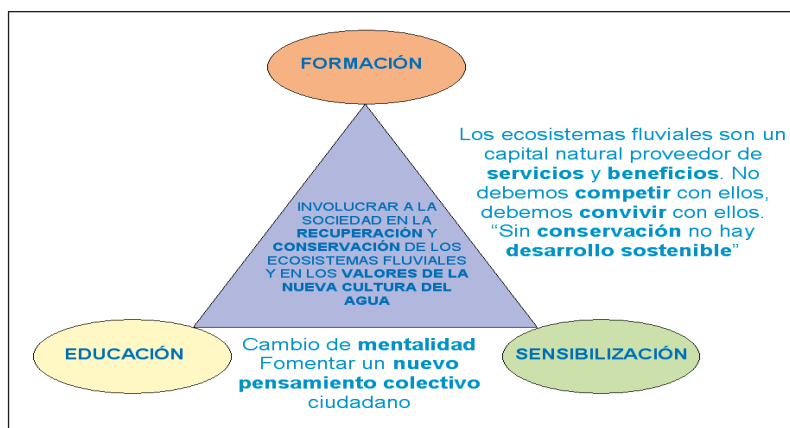 FORMACIÓN
Los ecosistemas fluviales son un
capital natural proveedor de
servicios y beneficios. No
debemos competir con ellos,
debemos convivir con ellos.
“Sin conservación no hay
desarrollo sostenible”
INVOLUCRAR A LA
SOCIEDAD EN LA
RECUPERACIÓN Y
CONSERVACIÓN DE LOS
ECOSISTEMAS FLUVIALES
Y EN LOS VALORES DE LA
NUEVA CULTURA DEL
AGUA
EDUCACIÓN
Cambio de mentalidad
Fomentar un nuevo
pensamiento colectivo
ciudadano
SENSIBILIZACIÓN